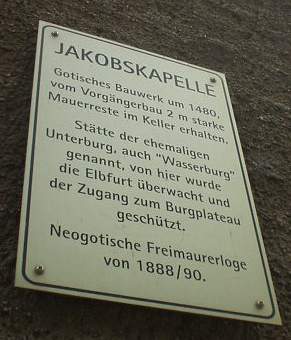 JAKOBSKAPELLE
Gotisches Bauwerk um 1480,
vom Vorgängerbau 2 m starke
Mauerreste im Keller erhalten.
Stätte der ehemaligen
Unterburg, auch "Wasserburg"
genannt, von hier wurde
die Elbfurt überwacht und
der Zugang zum Burgplateau
geschützt.
Neogotische Freimaurerloge
von 1888/90.